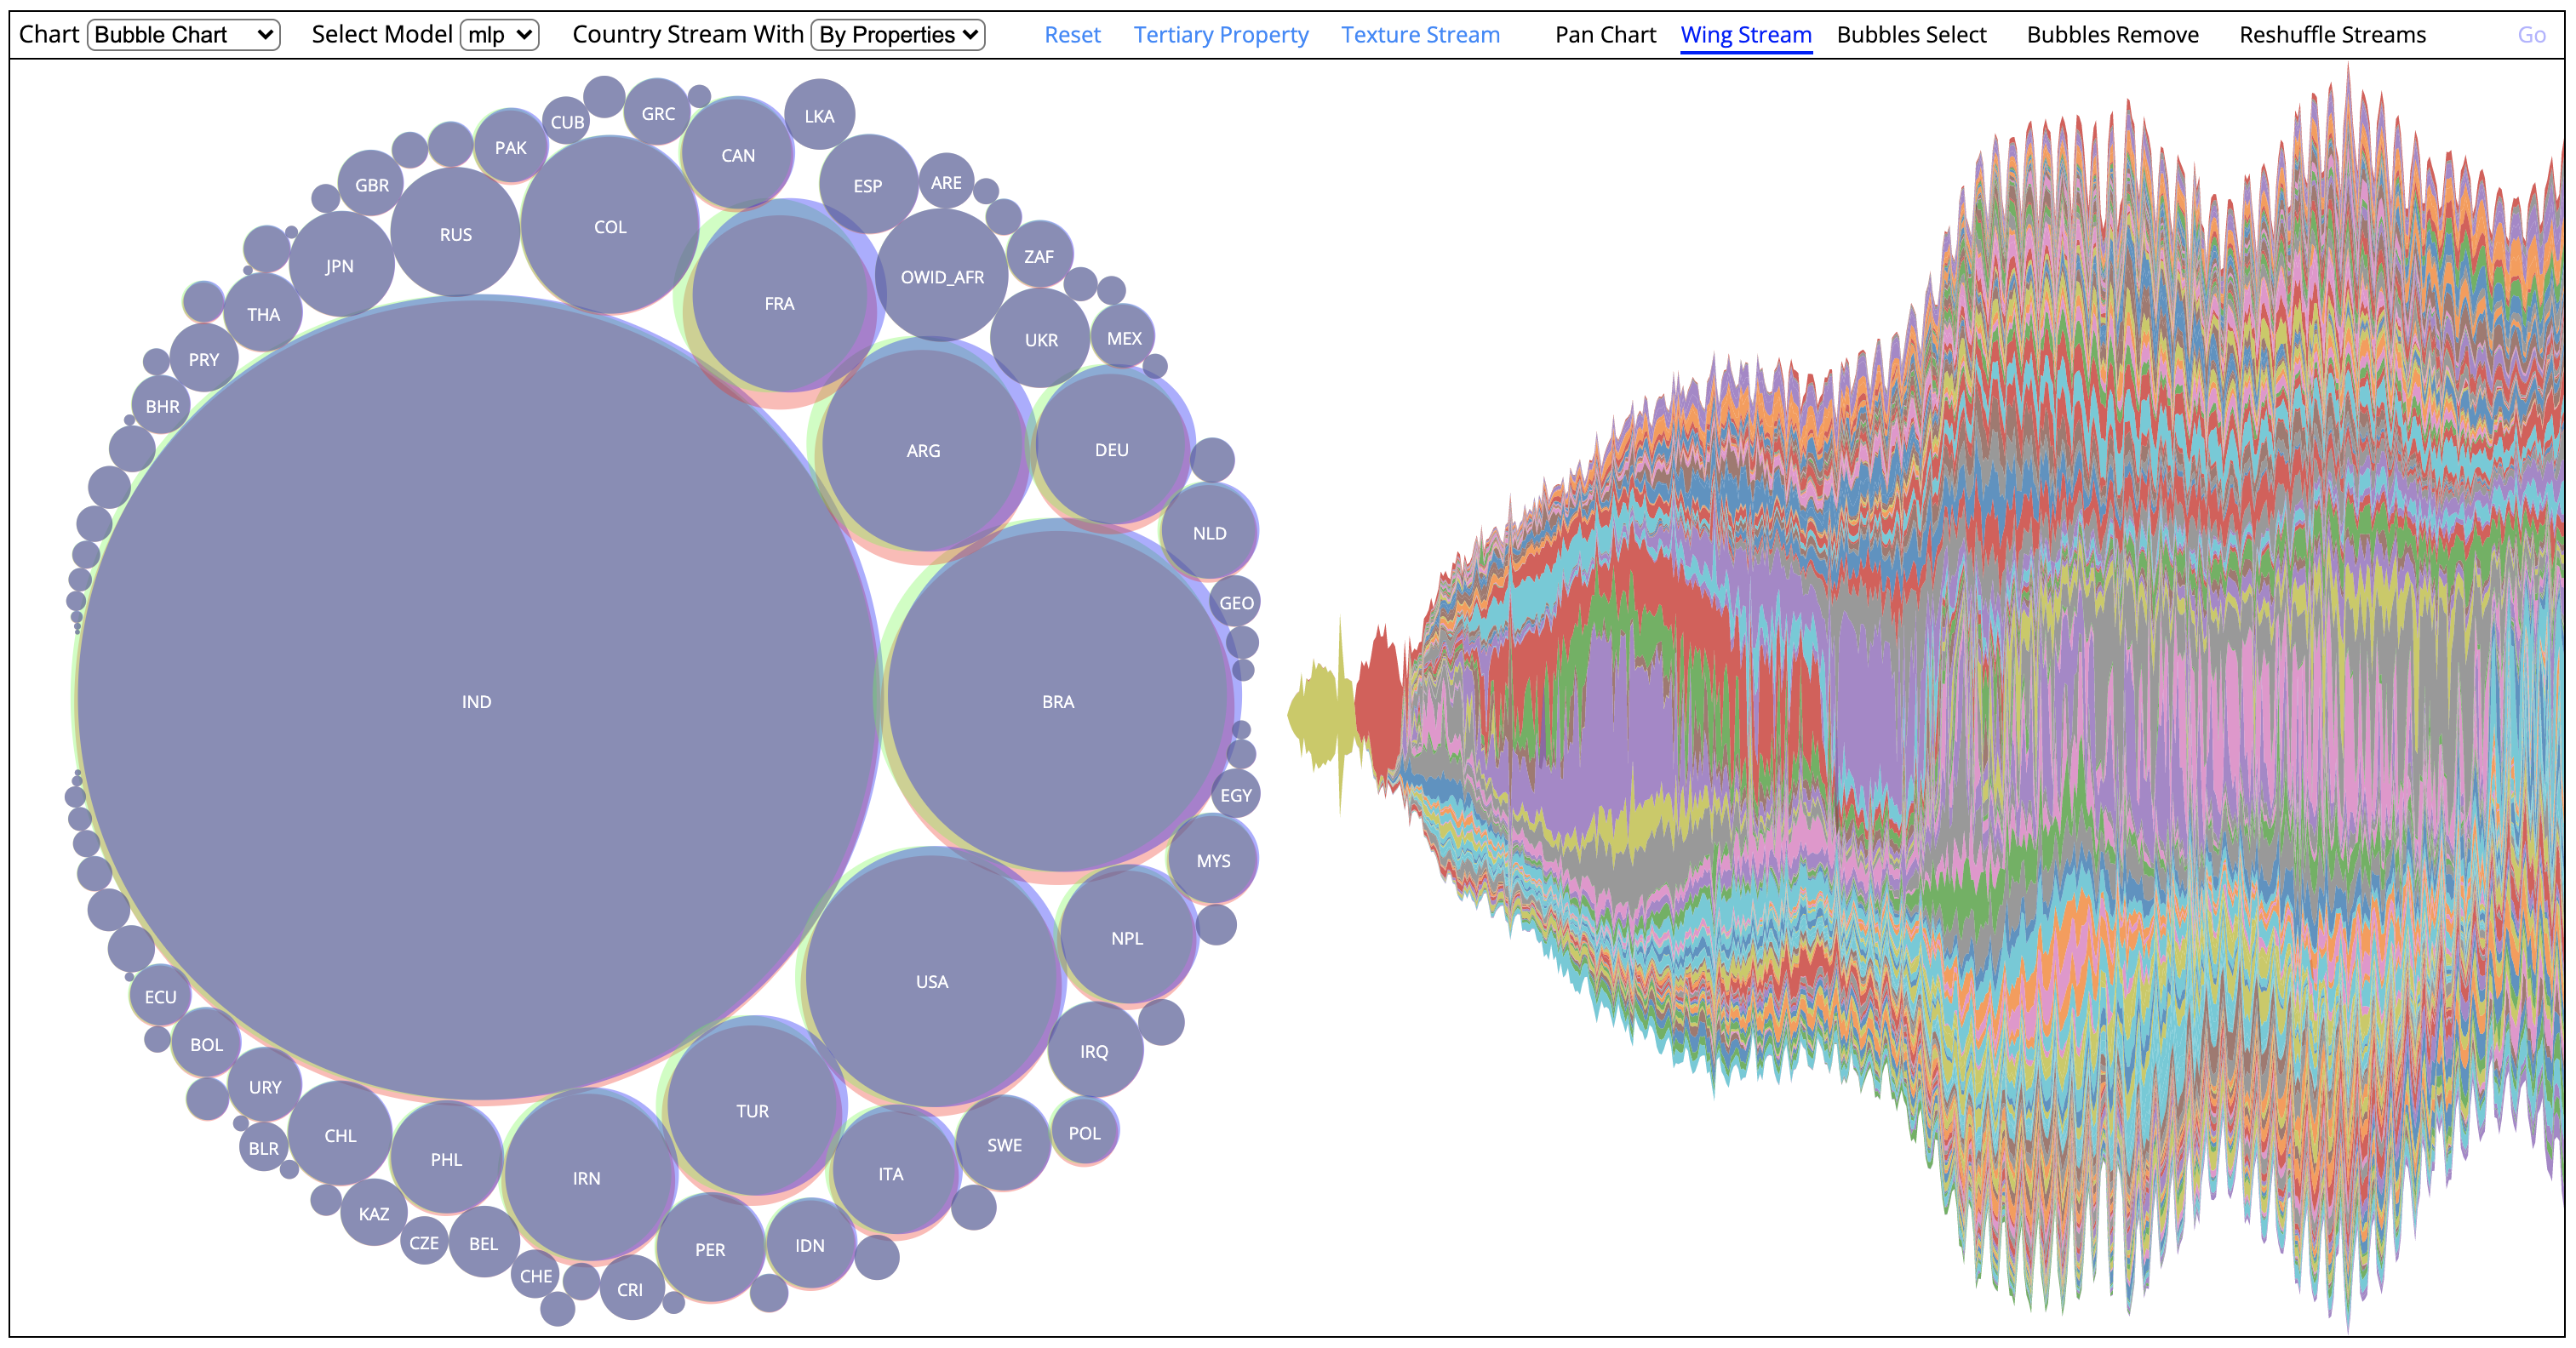 Chart Bubble Chart Select Model mlp Country Stream With By Properties Reset Tertiary Property Texture Stream Pan Chart Wing Stream Bubbles Select Bubbles Remove Reshuffle Streams Go
GRC
LKA
CUB
PAK
CAN
GBR
ESP
ARE
COL
RUS
ZAF
JPN
OWID_AFR
FRA
THA
MEX
UKR
PRY
BHR
ARG
DEU
NLD
GEO
IND
BRA
EGY
MYS
NPL
USA
ECU
BOL
IRQ
URY
TUR
POL
CHL
SWE
BLR
PHL
ITA
IRN
KAZ
CZE
BEL
IDN
PER
CHE
CRI